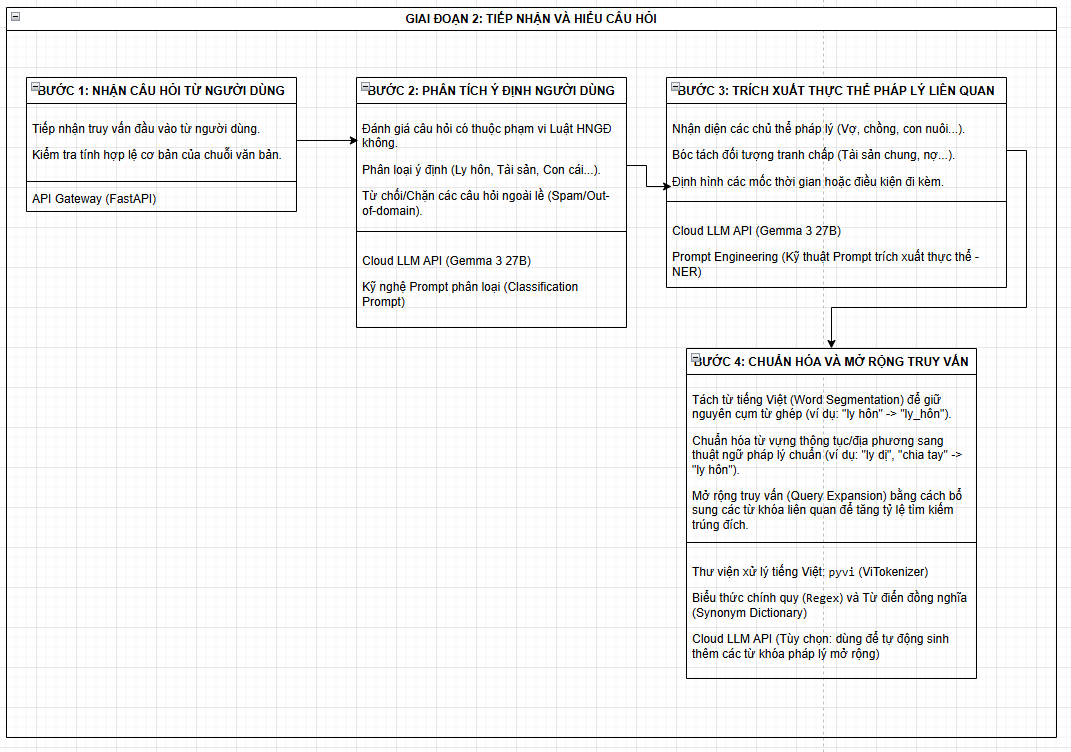 GIAI ĐOẠN 2: TIẾP NHẬN VÀ HIỂU CÂU HỎI
BƯỚC 1: NHẬN CÂU HỎI TỪ NGƯỜI DÙNG
Tiếp nhận truy vấn đầu vào từ người dùng.
Kiểm tra tính hợp lệ cơ bản của chuỗi văn bản.
API Gateway (FastAPI)
BƯỚC 2: PHÂN TÍCH Ý ĐỊNH NGƯỜI DÙNG
Đánh giá câu hỏi có thuộc phạm vi Luật HNGĐ
không.
Phân loại ý định (Ly hôn, Tài sản, Con cái...).
Từ chối/Chặn các câu hỏi ngoài lề (Spam/Out-
of-domain).
Cloud LLM API (Gemma 3 27B)
Kỹ nghệ Prompt phân loại (Classification
Prompt)
BƯỚC 3: TRÍCH XUẤT THỰC THỂ PHÁP LÝ LIÊN QUAN
Nhận diện các chủ thể pháp lý (Vợ, chồng, con nuôi...).
Bóc tách đối tượng tranh chấp (Tài sản chung, nợ...).
Định hình các mốc thời gian hoặc điều kiện đi kèm.
Cloud LLM API (Gemma 3 27B)
Prompt Engineering (Kỹ thuật Prompt trích xuất thực thể -
NER)
BƯỚC 4: CHUẨN HÓA VÀ MỞ RỘNG TRUY VẤN
Tách từ tiếng Việt (Word Segmentation) để giữ
nguyên cụm từ ghép (ví dụ: "ly hôn" -> "ly_hôn").
Chuẩn hóa từ vựng thông tục/địa phương sang
thuật ngữ pháp lý chuẩn (ví dụ: "ly dị", "chia tay" ->
"ly hôn").
Mở rộng truy vấn (Query Expansion) bằng cách bổ
sung các từ khóa liên quan để tăng tỷ lệ tìm kiếm
trúng đích.
Thư viện xử lý tiếng Việt: pyvi (ViTokenizer)
Biểu thức chính quy (Regex) và Từ điển đồng nghĩa
(Synonym Dictionary)
Cloud LLM API (Tùy chọn: dùng để tự động sinh
thêm các từ khóa pháp lý mở rộng)